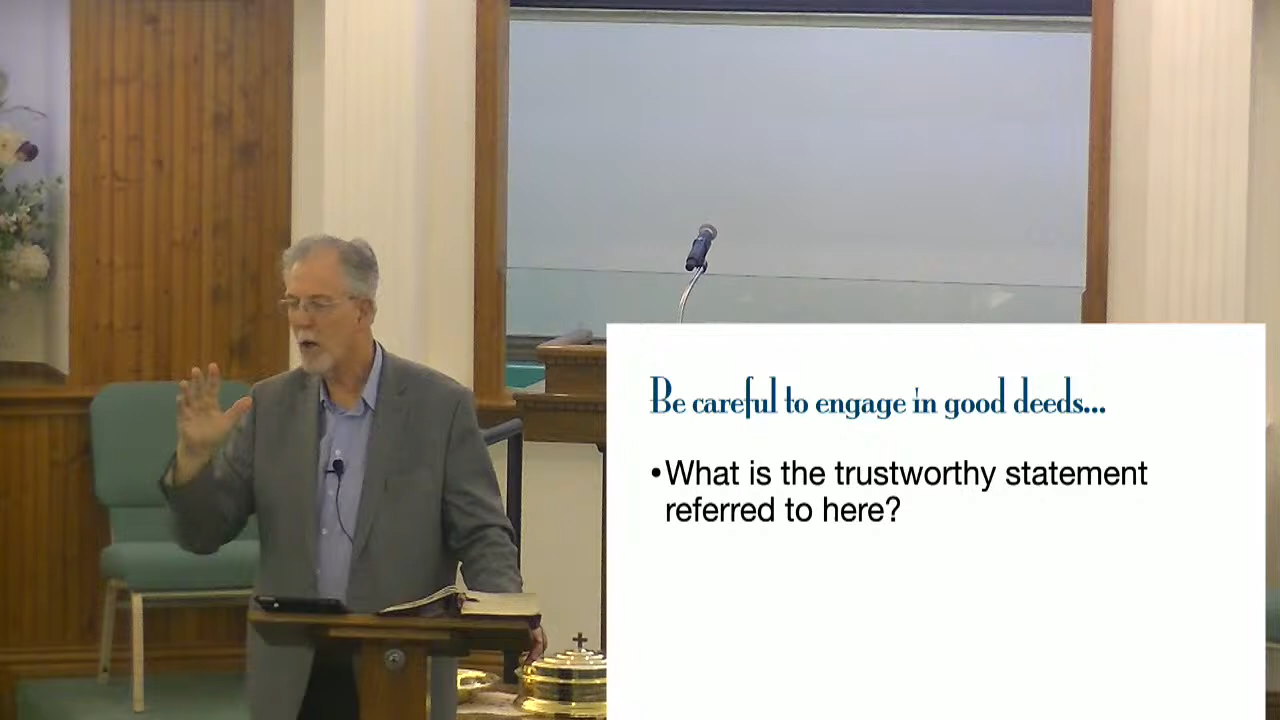 Be careful to engage in good deeds...
•What is the trustworthy statement
referred to here?